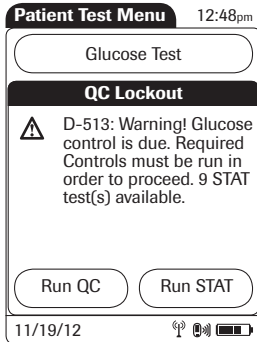 Patient Test Menu 12:48pm
Glucose Test
QC Lockout
D-513: Warning! Glucose
control is due. Required
Controls must be run in
order to proceed. 9 STAT
test(s) available.
Run QC Run STAT
11/19/12